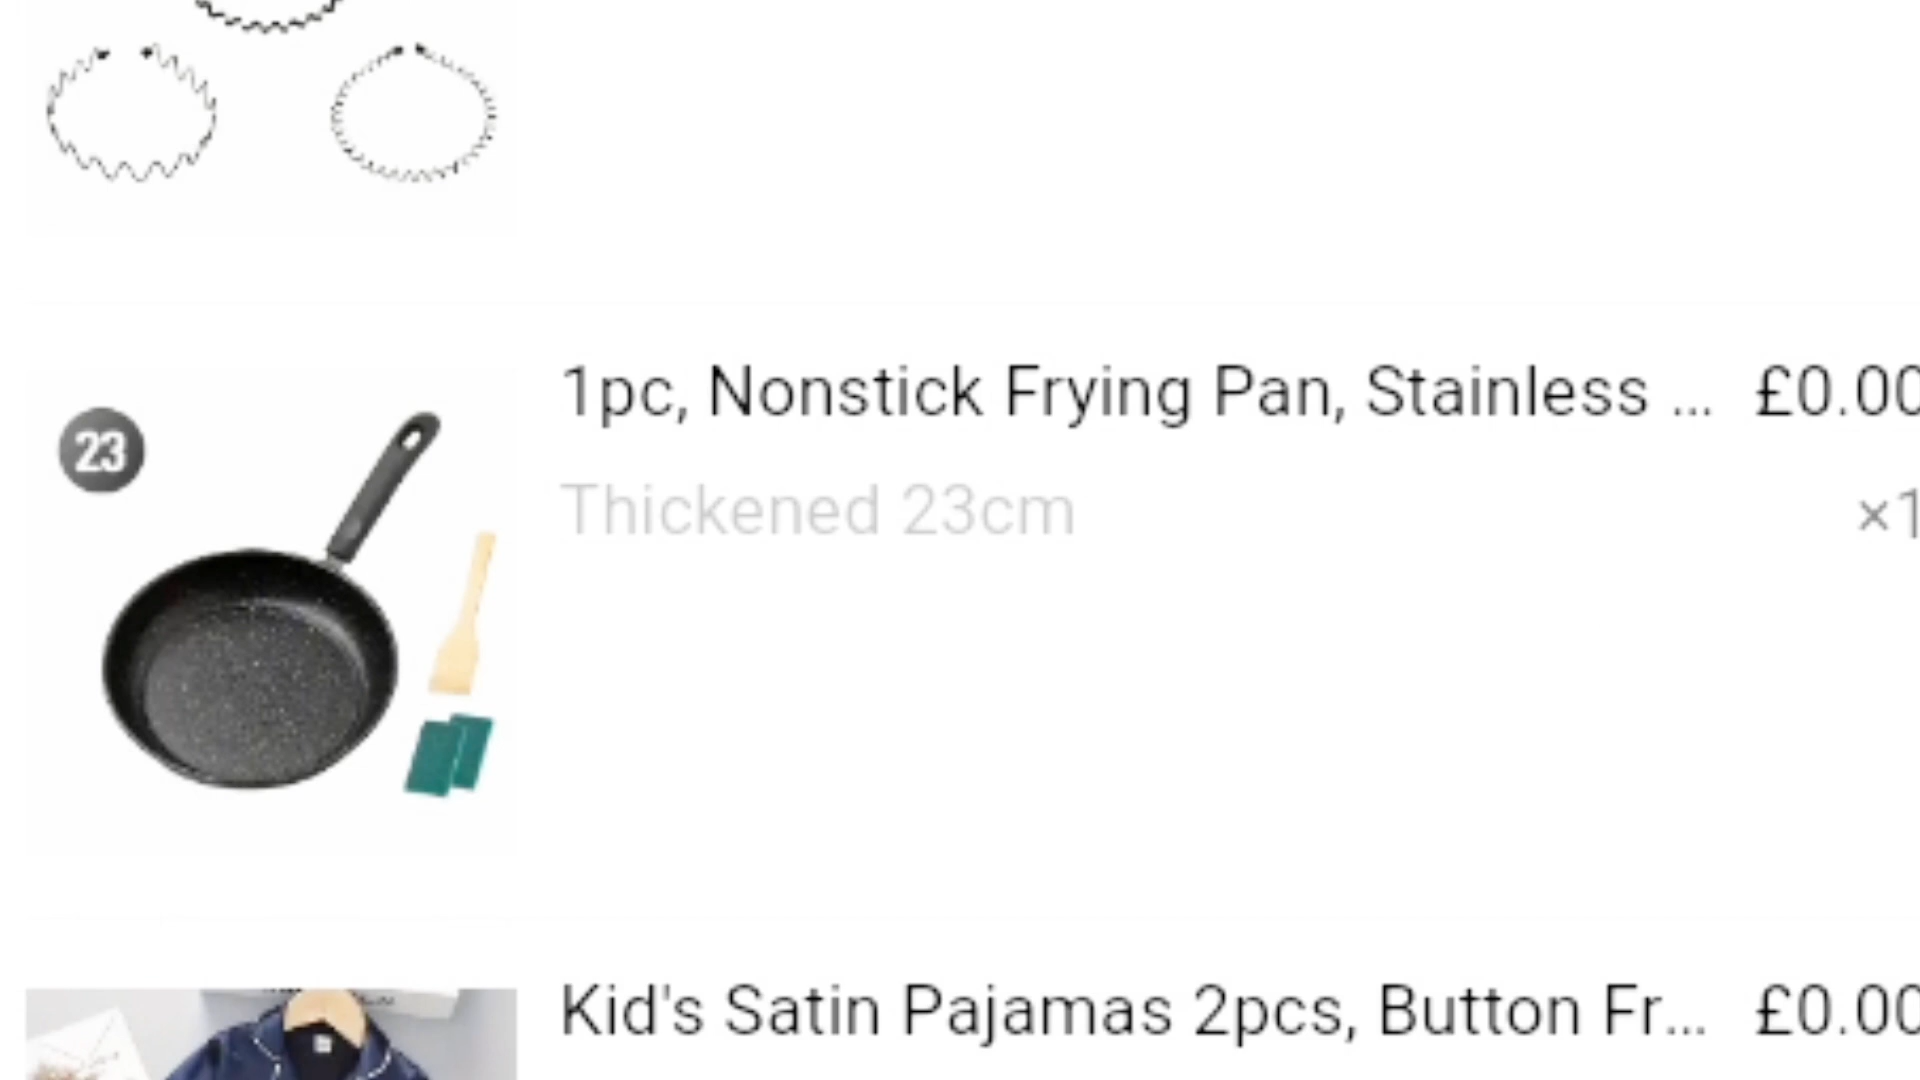 1pc, Nonstick Frying Pan, Stainless ... £0.00
23
Thickened 23cm ×1
Kid's Satin Pajamas 2pcs, Button Fr... £0.00